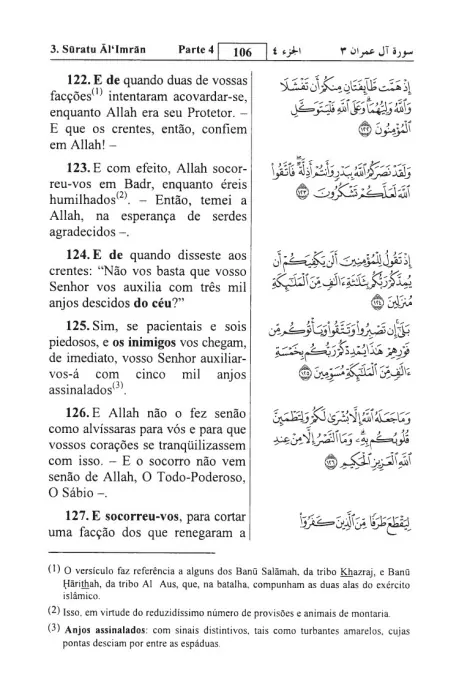 3. Sūratu Āl'Imrān Parte 4 106 الجزء ٤ سورة آل عمران ٣
122. E de quando duas de vossas
facções(1) intentaram acovardar-se,
enquanto Allah era seu Protetor. –
E que os crentes, então, confiem
em Allah! –
إِذْ هَمَّت طَّآئِفَتَانِ مِنكُمْ أَن تَفْشَلَا
وَٱللَّهُ وَلِيُّهُمَا وَعَلَى ٱللَّهِ فَلْيَتَوَكَّلِ
ٱلْمُؤْمِنُونَ ١٢٢
123. E com efeito, Allah socor-
reu-vos em Badr, enquanto éreis
humilhados(2). – Então, temei a
Allah, na esperança de serdes
agradecidos –.
وَلَقَدْ نَصَرَكُمُ ٱللَّهُ بِبَدْرٍ وَأَنتُمْ أَذِلَّةٌ فَٱتَّقُوا۟
ٱللَّهَ لَعَلَّكُمْ تَشْكُرُونَ ١٢٣
124. E de quando disseste aos
crentes: “Não vos basta que vosso
Senhor vos auxilia com três mil
anjos descidos do céu?”
إِذْ تَقُولُ لِلْمُؤْمِنِينَ أَلَن يَكْفِيَكُمْ أَن
يُمِدَّكُمْ رَبُّكُم بِثَلَٰثَةِ ءَالَٰفٍ مِّنَ ٱلْمَلَٰٓئِكَةِ
مُنزَلِينَ ١٢٤
125. Sim, se pacientais e sois
piedosos, e os inimigos vos chegam,
de imediato, vosso Senhor auxiliar-
vos-á com cinco mil anjos
assinalados(3).
بَلَىٰٓ إِن تَصْبِرُوا۟ وَتَتَّقُوا۟ وَيَأْتُوكُم مِّن
فَوْرِهِمْ هَٰذَا يُمْدِدْكُمْ رَبُّكُم بِخَمْسَةِ
ءَالَٰفٍ مِّنَ ٱلْمَلَٰٓئِكَةِ مُسَوِّمِينَ ١٢٥
126. E Allah não o fez senão
como alvíssaras para vós e para que
vossos corações se tranqüilizassem
com isso. – E o socorro não vem
senão de Allah, O Todo-Poderoso,
O Sábio –.
وَمَا جَعَلَهُ ٱللَّهُ إِلَّا بُشْرَىٰ لَكُمْ وَلِتَطْمَئِنَّ
قُلُوبُكُم بِهِۦ وَمَا ٱلنَّصْرُ إِلَّا مِنْ عِندِ
ٱللَّهِ ٱلْعَزِيزِ ٱلْحَكِيمِ ١٢٦
127. E socorreu-vos, para cortar
uma facção dos que renegaram a
لِيَقْطَعَ طَرَفًا مِّنَ ٱلَّذِينَ كَفَرُوٓا۟
(1) O versículo faz referência a alguns dos Banū Salāmah, da tribo Khazraj, e Banū
Ḥārithah, da tribo Al Aus, que, na batalha, compunham as duas alas do exército
islâmico.
(2) Isso, em virtude do reduzidíssimo número de provisões e animais de montaria.
(3) Anjos assinalados: com sinais distintivos, tais como turbantes amarelos, cujas
pontas desciam por entre as espáduas.